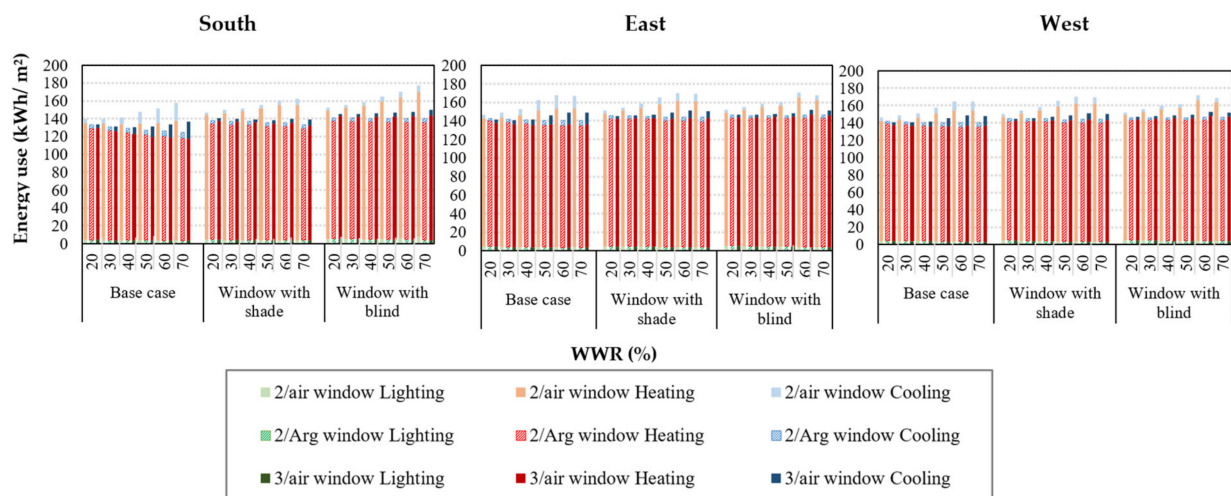 South East West
Energy use (kWh/ m²)
200 180 160 140 120 100 80 60 40 20 0
20 30 40 50 60 70 20 30 40 50 60 70 20 30 40 50 60 70
Base case Window with shade Window with blind
200 180 160 140 120 100 80 60 40 20 0
20 30 40 50 60 70 20 30 40 50 60 70 20 30 40 50 60 70
Base case Window with shade Window with blind
200 180 160 140 120 100 80 60 40 20 0
20 30 40 50 60 70 20 30 40 50 60 70 20 30 40 50 60 70
Base case Window with shade Window with blind
WWR (%)
2/air window Lighting 2/air window Heating 2/air window Cooling
2/Arg window Lighting 2/Arg window Heating 2/Arg window Cooling
3/air window Lighting 3/air window Heating 3/air window Cooling